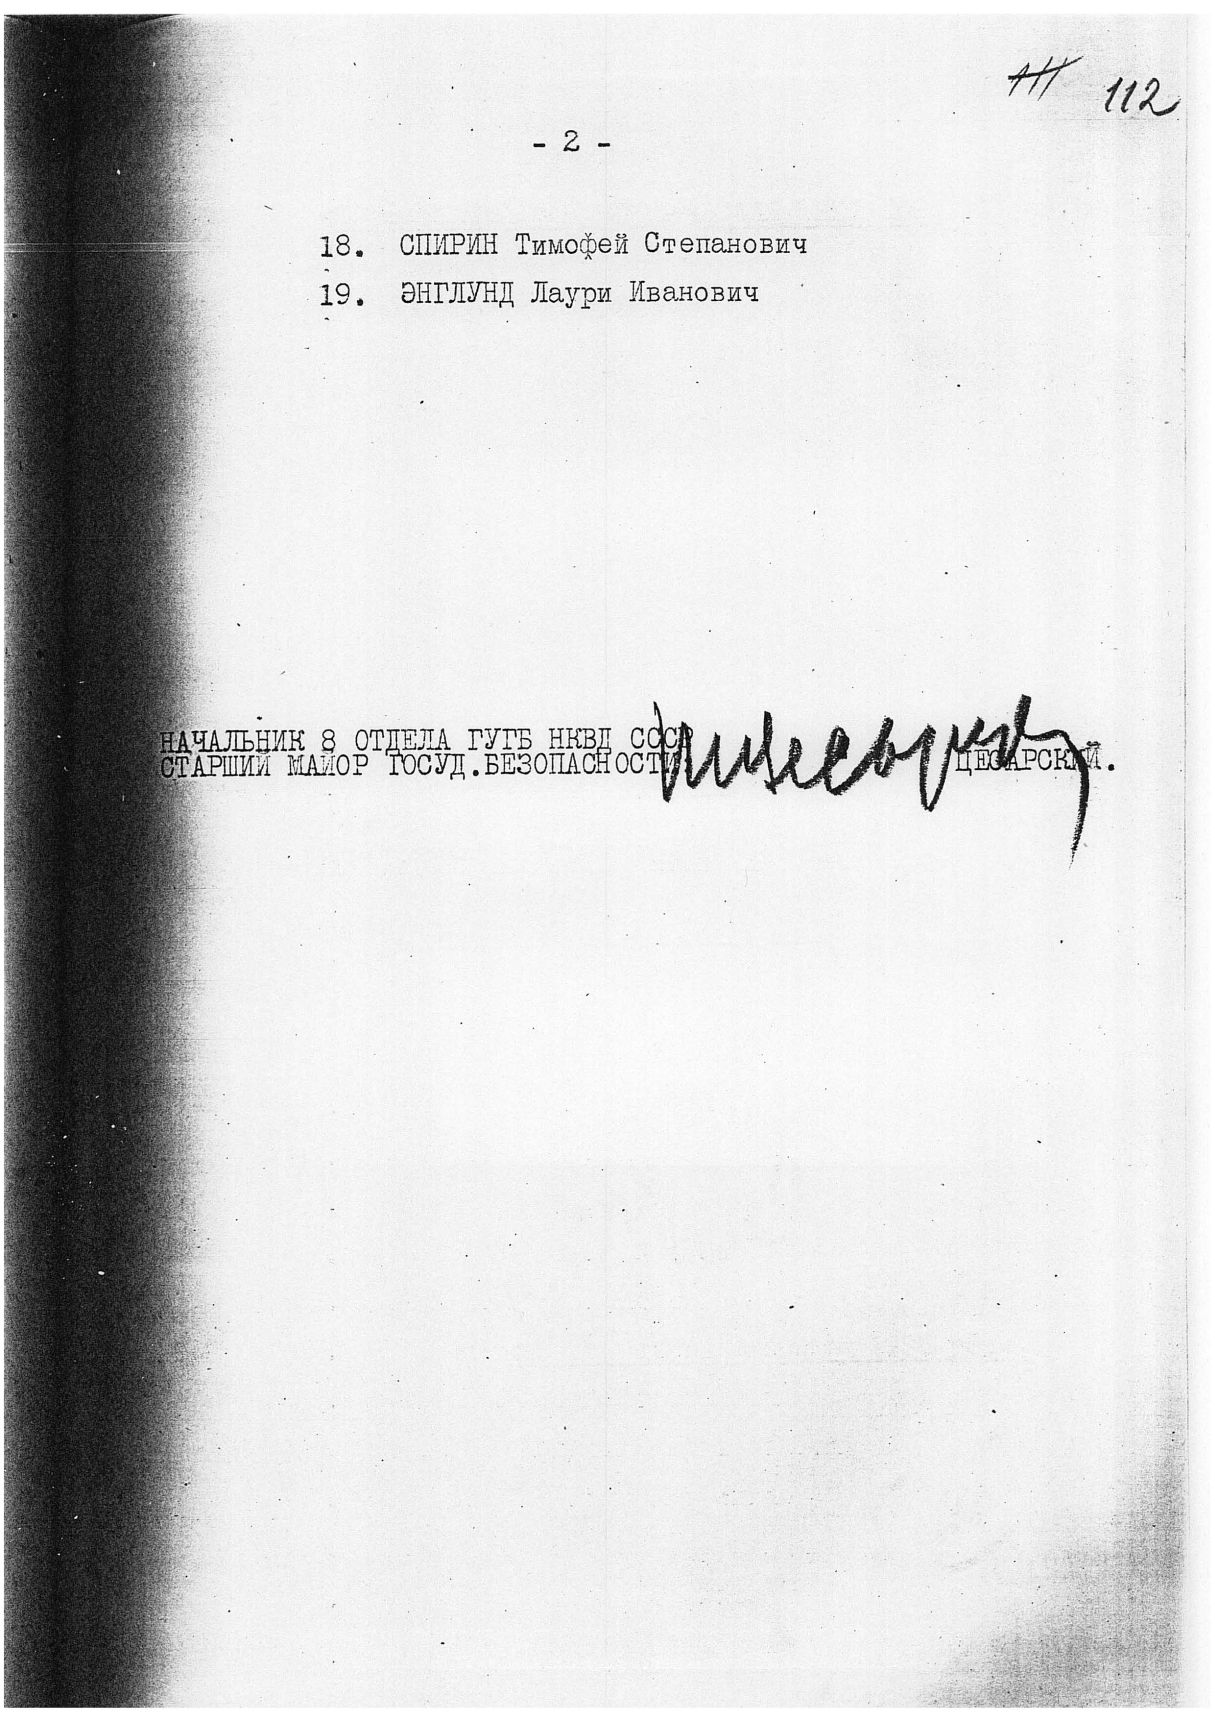 112
- 2 -
18. СПИРИН Тимофей Степанович
19. ЭНГЛУНД Лаури Иванович
НАЧАЛЬНИК 8 ОТДЕЛА ГУГБ НКВД СССР
СТАРШИЙ МАЙОР ГОСУД.БЕЗОПАСНОСТИ: ЦЕСАРСКИЙ.